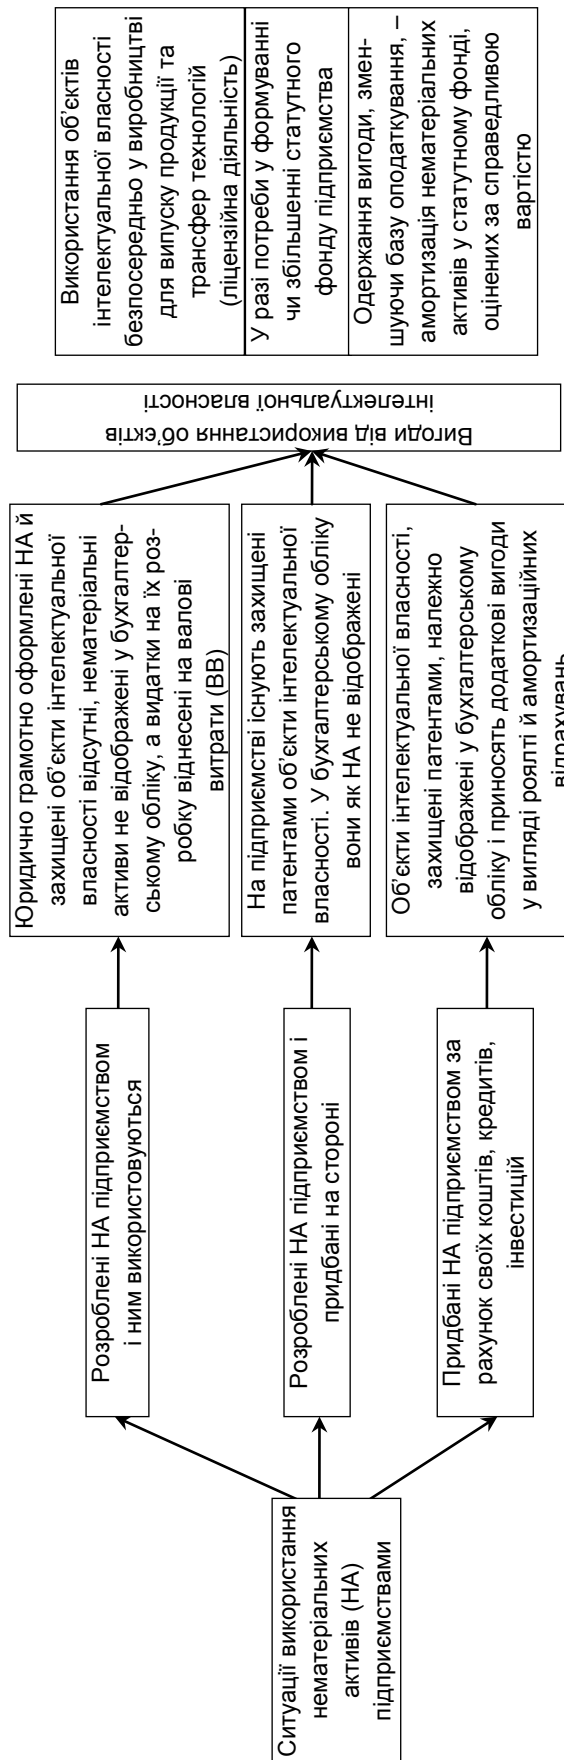 Ситуації використання
нематеріальних
активів (НА)
підприємствами
Розроблені НА підприємством
і ним використовуються
Розроблені НА підприємством і
придбані на стороні
Придбані НА підприємством за
рахунок своїх коштів, кредитів,
інвестицій
Юридично грамотно оформлені НА й
захищені об’єкти інтелектуальної
власності відсутні, нематеріальні
активи не відображені у бухгалтер-
ському обліку, а видатки на їх роз-
робку віднесені на валові
витрати (ВВ)
На підприємстві існують захищені
патентами об’єкти інтелектуальної
власності. У бухгалтерському обліку
вони як НА не відображені
Об’єкти інтелектуальної власності,
захищені патентами, належно
відображені у бухгалтерському
обліку і приносять додаткові вигоди
у вигляді роялті й амортизаційних
відрахувань
Вигоди від використання об’єктів
інтелектуальної власності
Використання об’єктів
інтелектуальної власності
безпосередньо у виробництві
для випуску продукції та
трансфер технологій
(ліцензійна діяльність)
У разі потреби у формуванні
чи збільшенні статутного
фонду підприємства
Одержання вигоди, змен-
шуючи базу оподаткування, –
амортизація нематеріальних
активів у статутному фонді,
оцінених за справедливою
вартістю